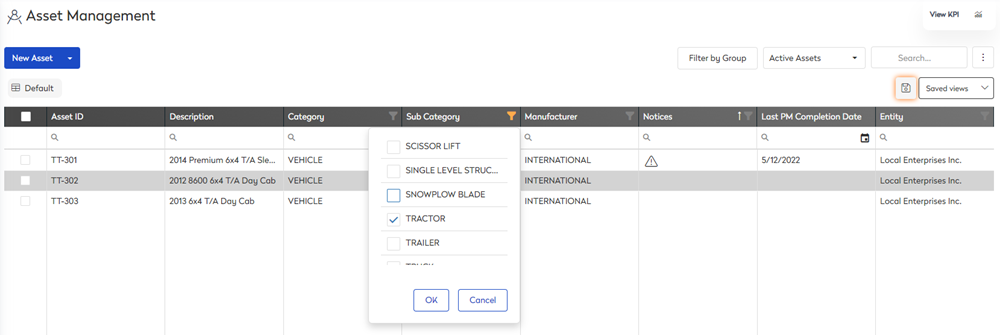 Asset Management
View KPI
New Asset
Filter by Group
Active Assets
Search...
Default
Saved views
Asset ID Description Category Sub Category Manufacturer Notices Last PM Completion Date Entity
SCISSOR LIFT
TT-301 2014 Premium 6x4 T/A Sle... VEHICLE INTERNATIONAL 5/12/2022 Local Enterprises Inc.
SINGLE LEVEL STRUC...
TT-302 2012 8600 6x4 T/A Day Cab VEHICLE INTERNATIONAL Local Enterprises Inc.
SNOWPLOW BLADE
TT-303 2013 6x4 T/A Day Cab VEHICLE INTERNATIONAL Local Enterprises Inc.
TRACTOR
TRAILER
OK Cancel